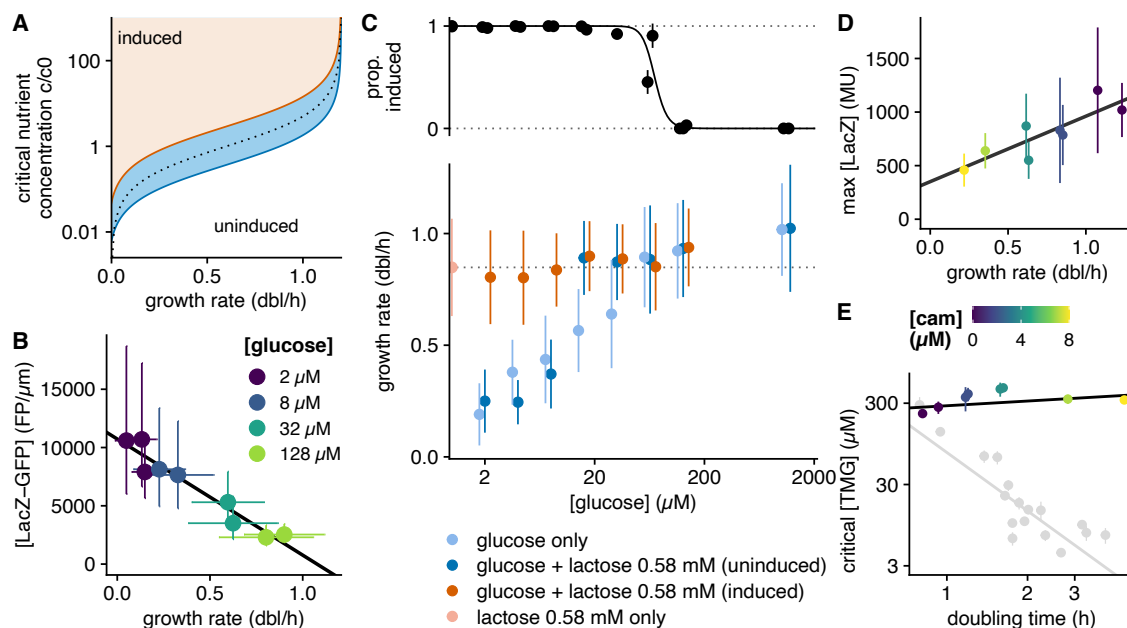 A
critical nutrient
concentration c/c0
100
1
0.01
induced
uninduced
0.0
0.5
1.0
growth rate (dbl/h)
B
[LacZ−GFP] (FP/µm)
15000
10000
5000
0
[glucose]
2 µM
8 µM
32 µM
128 µM
0.0
0.5
1.0
growth rate (dbl/h)
C
prop.
induced
1
0
growth rate (dbl/h)
1.0
0.5
0.0
2
20
200
2000
[glucose] (µM)
glucose only
glucose + lactose 0.58 mM (uninduced)
glucose + lactose 0.58 mM (induced)
lactose 0.58 mM only
D
max [LacZ] (MU)
1500
1000
500
0
0.0
0.5
1.0
growth rate (dbl/h)
E
[cam]
(µM)
0
4
8
critical [TMG] (µM)
300
30
3
1
2
3
doubling time (h)